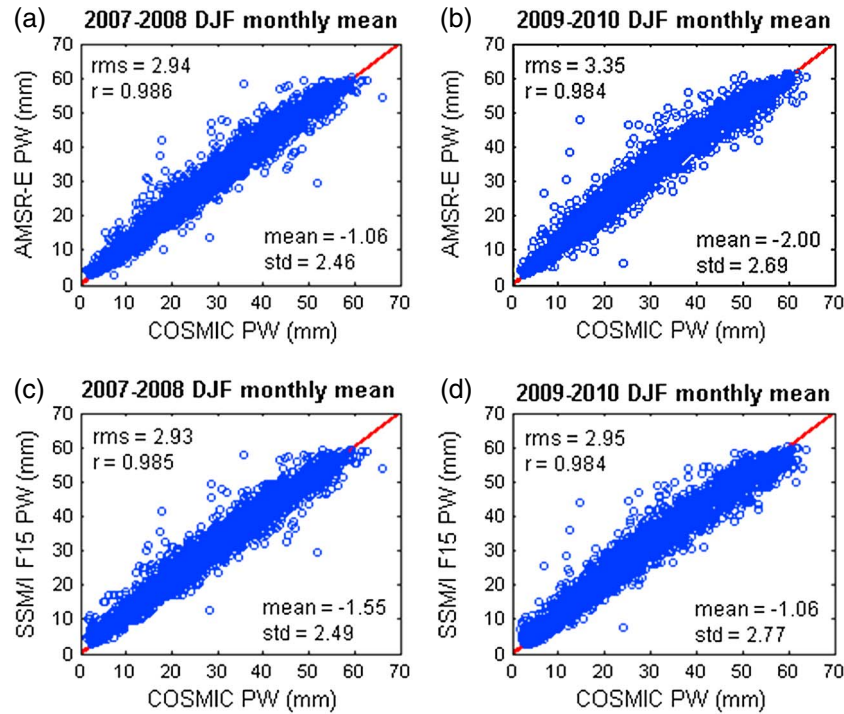 (a) 2007-2008 DJF monthly mean
70
60
50
40
30
20
10
0
AMSR-E PW (mm)
rms = 2.94
r = 0.986
mean = -1.06
std = 2.46
0 10 20 30 40 50 60 70
COSMIC PW (mm)
(b) 2009-2010 DJF monthly mean
70
60
50
40
30
20
10
0
AMSR-E PW (mm)
rms = 3.35
r = 0.984
mean = -2.00
std = 2.69
0 10 20 30 40 50 60 70
COSMIC PW (mm)
(c) 2007-2008 DJF monthly mean
70
60
50
40
30
20
10
0
SSM/I F15 PW (mm)
rms = 2.93
r = 0.985
mean = -1.55
std = 2.49
0 10 20 30 40 50 60 70
COSMIC PW (mm)
(d) 2009-2010 DJF monthly mean
70
60
50
40
30
20
10
0
SSM/I F15 PW (mm)
rms = 2.95
r = 0.984
mean = -1.06
std = 2.77
0 10 20 30 40 50 60 70
COSMIC PW (mm)